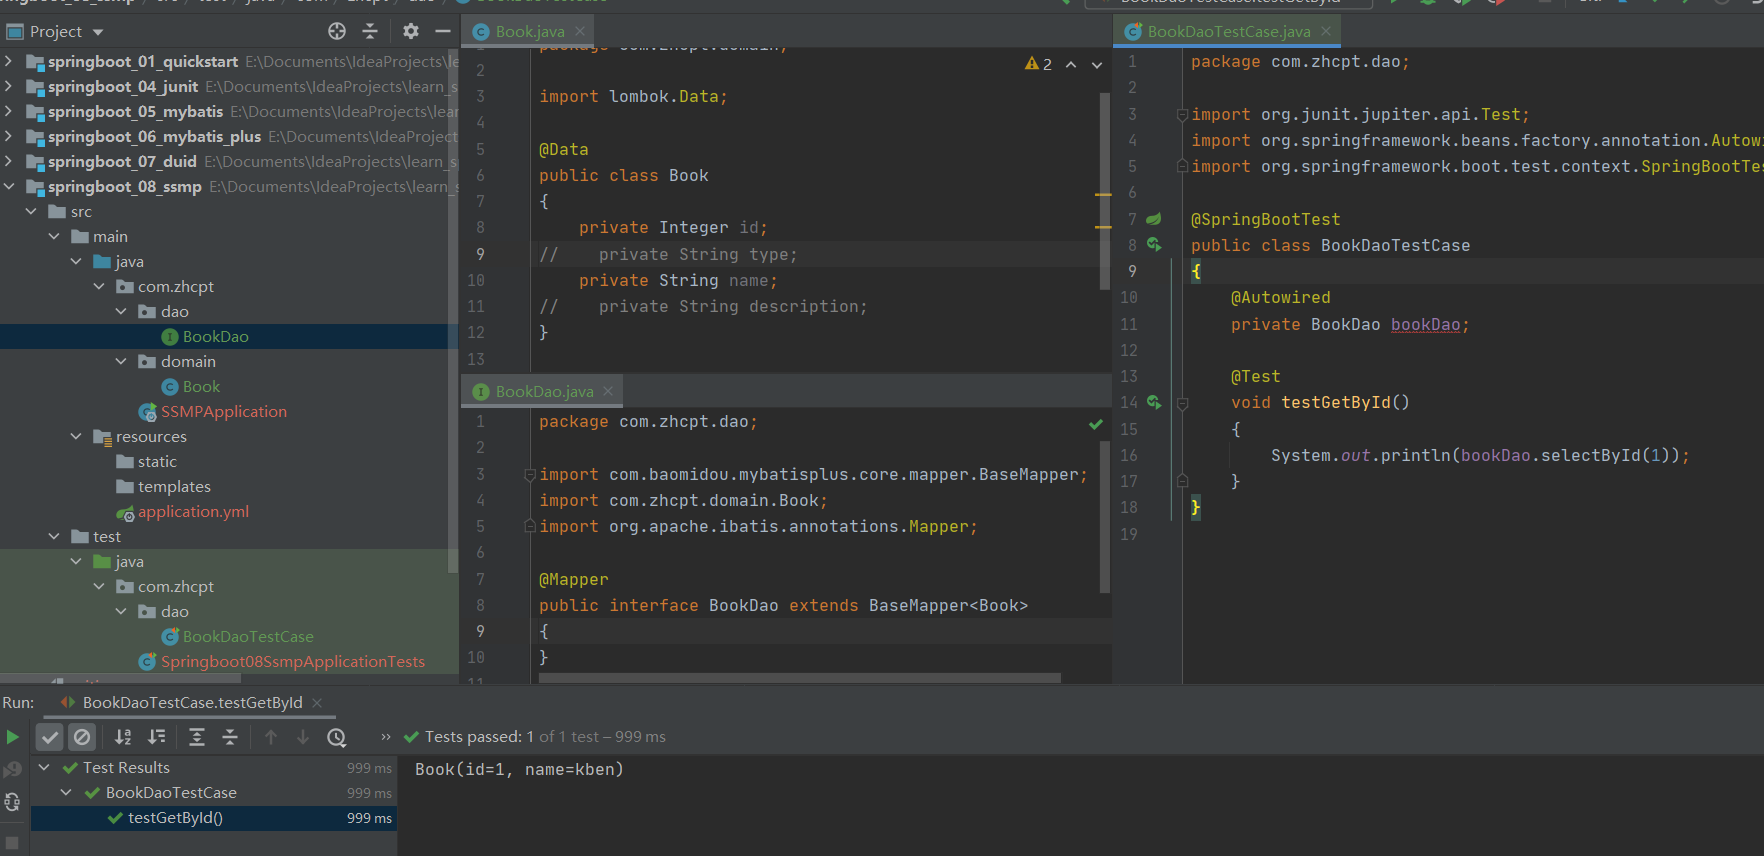 Project
springboot_01_quickstart E:\Documents\IdeaProjects\le
springboot_04_junit E:\Documents\IdeaProjects\learn_s
springboot_05_mybatis E:\Documents\IdeaProjects\lear
springboot_06_mybatis_plus E:\Documents\IdeaProject
springboot_07_duid E:\Documents\IdeaProjects\learn_s
springboot_08_ssmp E:\Documents\IdeaProjects\learn_s
src
main
java
com.zhcpt
dao
BookDao
domain
Book
SSMPApplication
resources
static
templates
application.yml
test
java
com.zhcpt
dao
BookDaoTestCase
Springboot08SsmpApplicationTests
Book.java
2
2
3 import lombok.Data;
4
5 @Data
6 public class Book
7 {
8 private Integer id;
9 // private String type;
10 private String name;
11 // private String description;
12 }
13
BookDao.java
1 package com.zhcpt.dao;
2
3 import com.baomidou.mybatisplus.core.mapper.BaseMapper;
4 import com.zhcpt.domain.Book;
5 import org.apache.ibatis.annotations.Mapper;
6
7 @Mapper
8 public interface BookDao extends BaseMapper<Book>
9 {
10 }
11
BookDaoTestCase.java
1 package com.zhcpt.dao;
2
3 import org.junit.jupiter.api.Test;
4 import org.springframework.beans.factory.annotation.Autowi
5 import org.springframework.boot.test.context.SpringBootTes
6
7 @SpringBootTest
8 public class BookDaoTestCase
9 {
10 @Autowired
11 private BookDao bookDao;
12
13 @Test
14 void testGetById()
15 {
16 System.out.println(bookDao.selectById(1));
17 }
18 }
19
Run: BookDaoTestCase.testGetById
» Tests passed: 1 of 1 test – 999 ms
Test Results 999 ms
BookDaoTestCase 999 ms
testGetById() 999 ms
Book(id=1, name=kben)